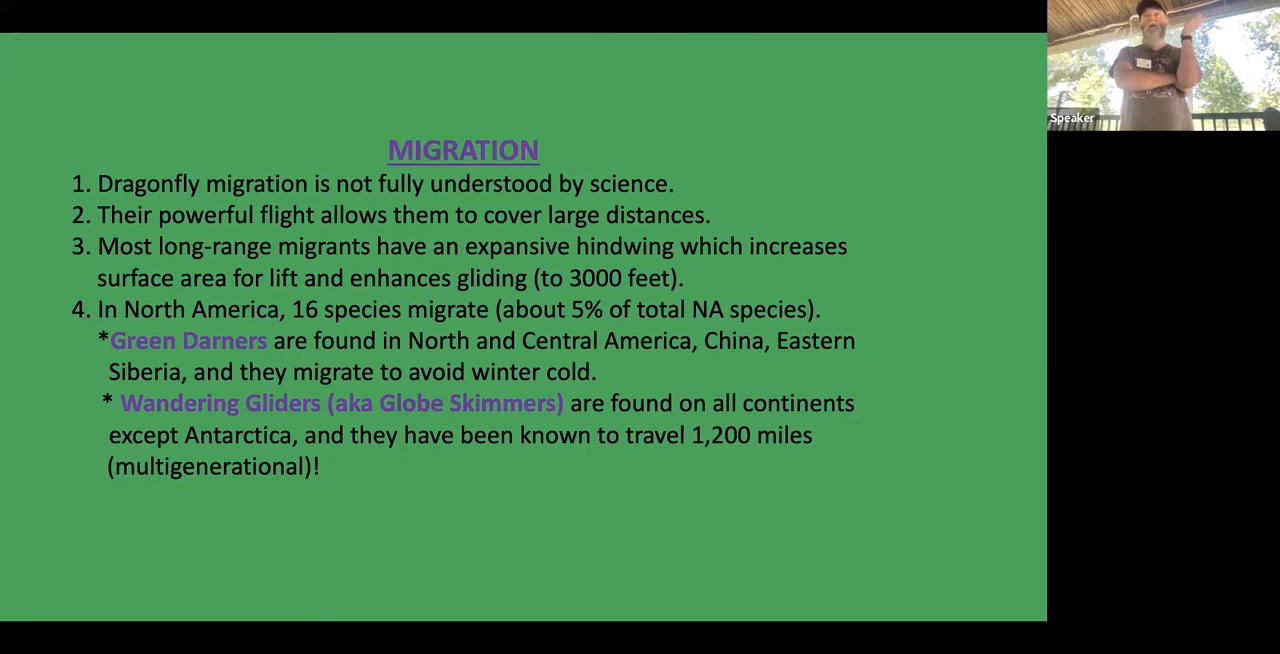 MIGRATION
1. Dragonfly migration is not fully understood by science.
2. Their powerful flight allows them to cover large distances.
3. Most long-range migrants have an expansive hindwing which increases
surface area for lift and enhances gliding (to 3000 feet).
4. In North America, 16 species migrate (about 5% of total NA species).
*Green Darners are found in North and Central America, China, Eastern
Siberia, and they migrate to avoid winter cold.
* Wandering Gliders (aka Globe Skimmers) are found on all continents
except Antarctica, and they have been known to travel 1,200 miles
(multigenerational)!
Speaker